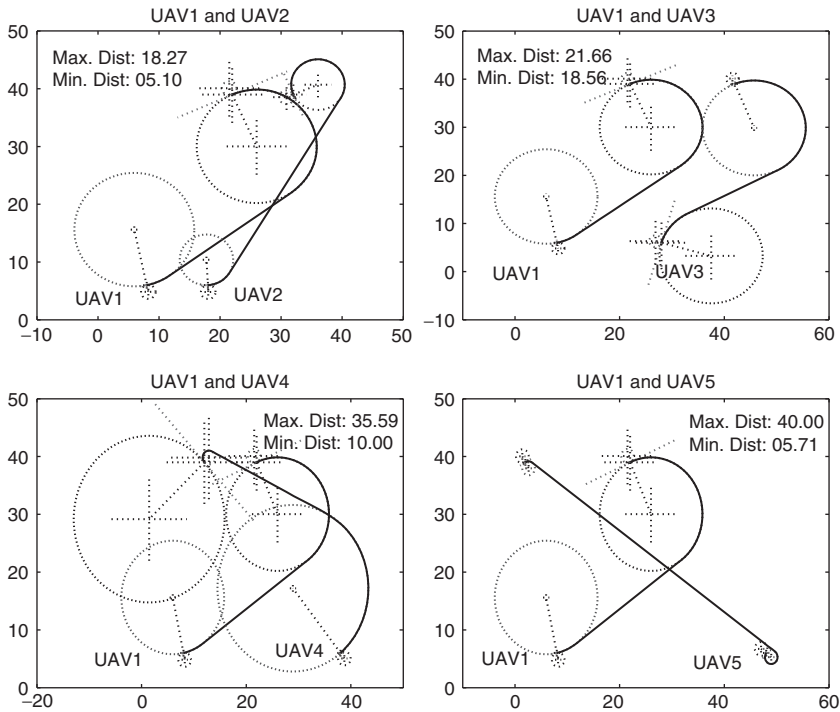 UAV1 and UAV2
50
40
30
20
10
0
–10
0
10
20
30
40
50
Max. Dist: 18.27
Min. Dist: 05.10
UAV1
UAV2
UAV1 and UAV3
50
40
30
20
10
0
–10
0
20
40
60
Max. Dist: 21.66
Min. Dist: 18.56
UAV1
UAV3
UAV1 and UAV4
50
40
30
20
10
0
–20
0
20
40
Max. Dist: 35.59
Min. Dist: 10.00
UAV1
UAV4
UAV1 and UAV5
50
40
30
20
10
0
0
20
40
60
Max. Dist: 40.00
Min. Dist: 05.71
UAV1
UAV5